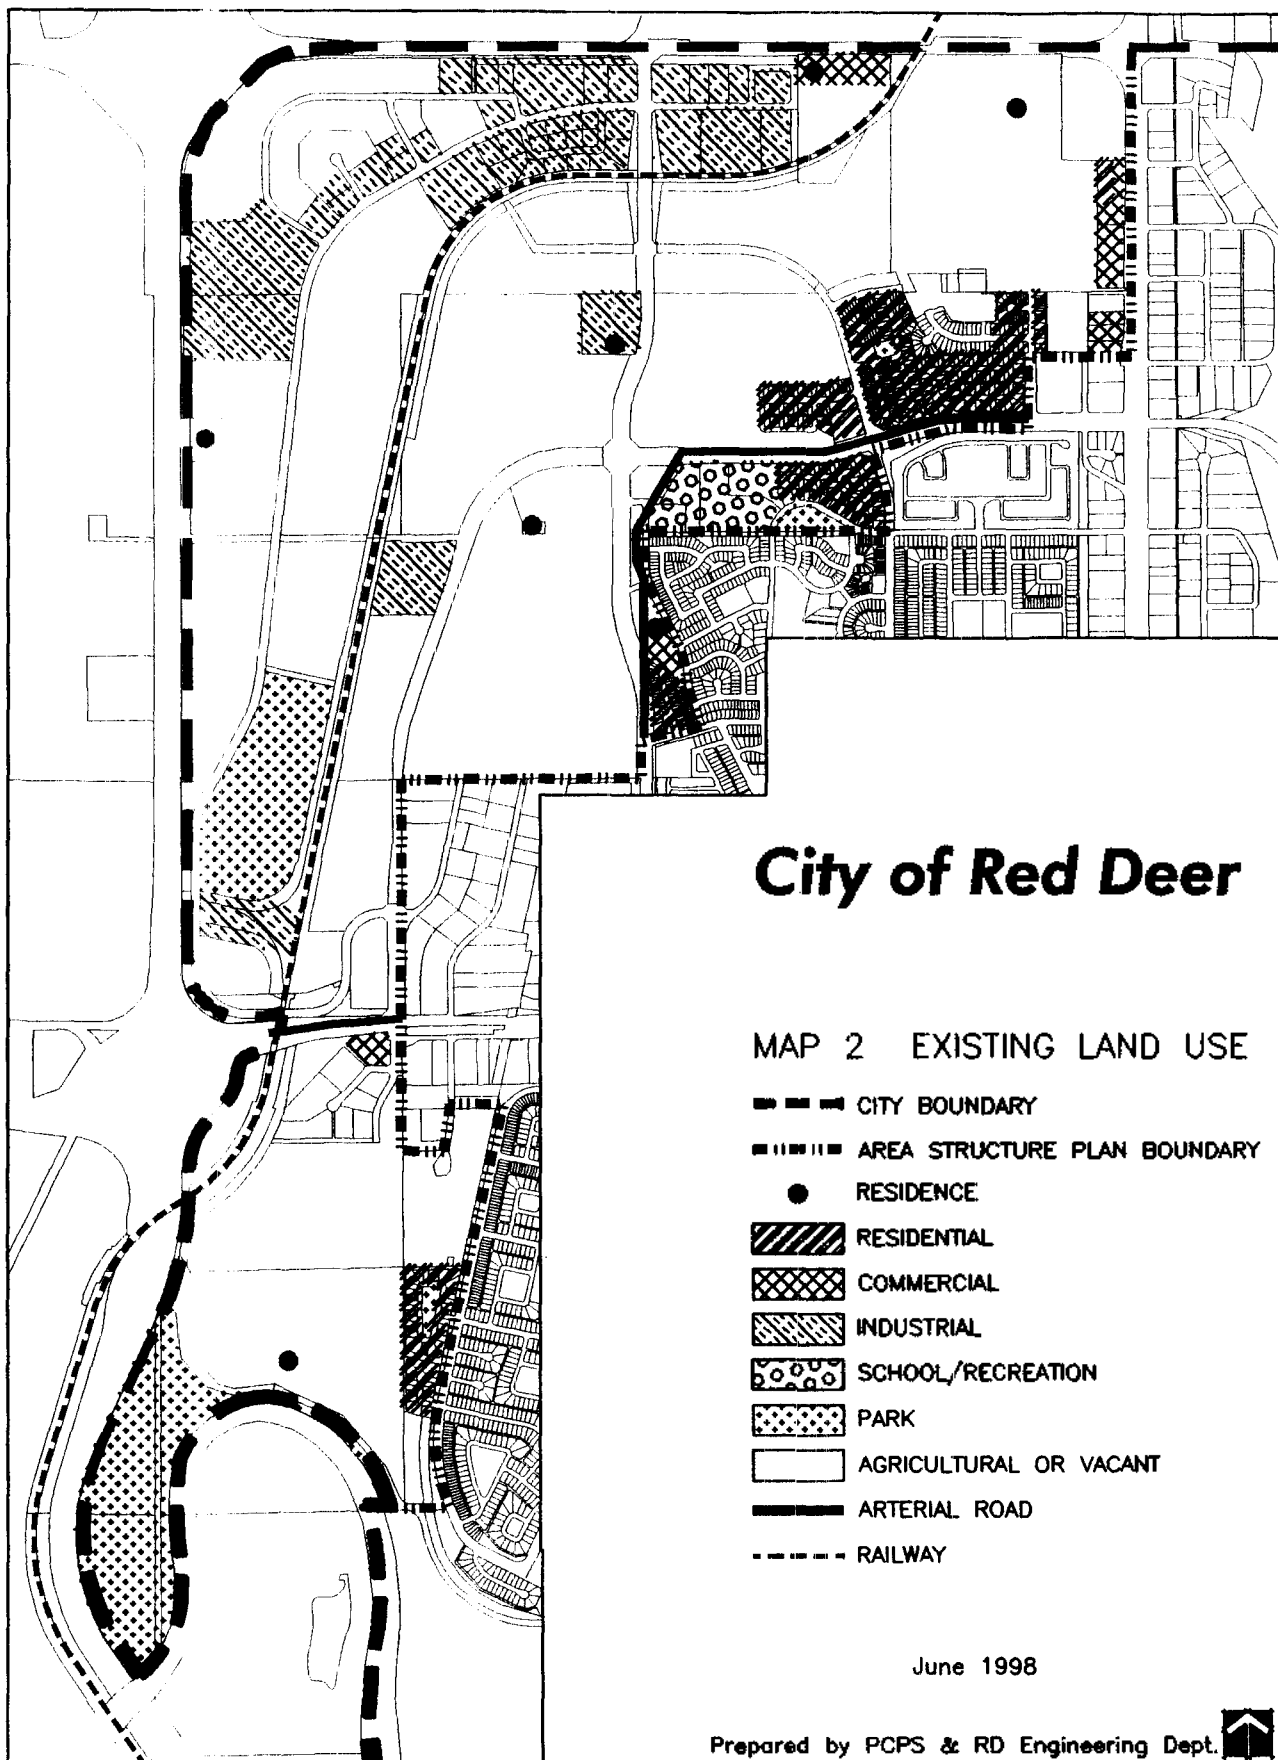 City of Red Deer
MAP 2 EXISTING LAND USE
CITY BOUNDARY
AREA STRUCTURE PLAN BOUNDARY
RESIDENCE
RESIDENTIAL
COMMERCIAL
INDUSTRIAL
SCHOOL/RECREATION
PARK
AGRICULTURAL OR VACANT
ARTERIAL ROAD
RAILWAY
June 1998
Prepared by PCPS & RD Engineering Dept.